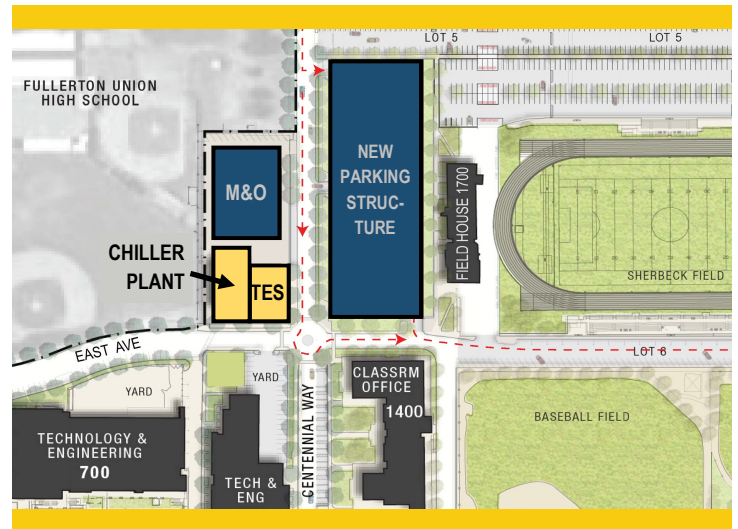 LOT 5
LOT 5
FULLERTON UNION
HIGH SCHOOL
NEW
PARKING
STRUC-
TURE
M&O
FIELD HOUSE 1700
CHILLER
PLANT
TES
SHERBECK FIELD
EAST AVE
LOT 6
YARD
YARD
CENTENNIAL WAY
CLASSRM
OFFICE
1400
BASEBALL FIELD
TECHNOLOGY &
ENGINEERING
700
TECH &
ENG